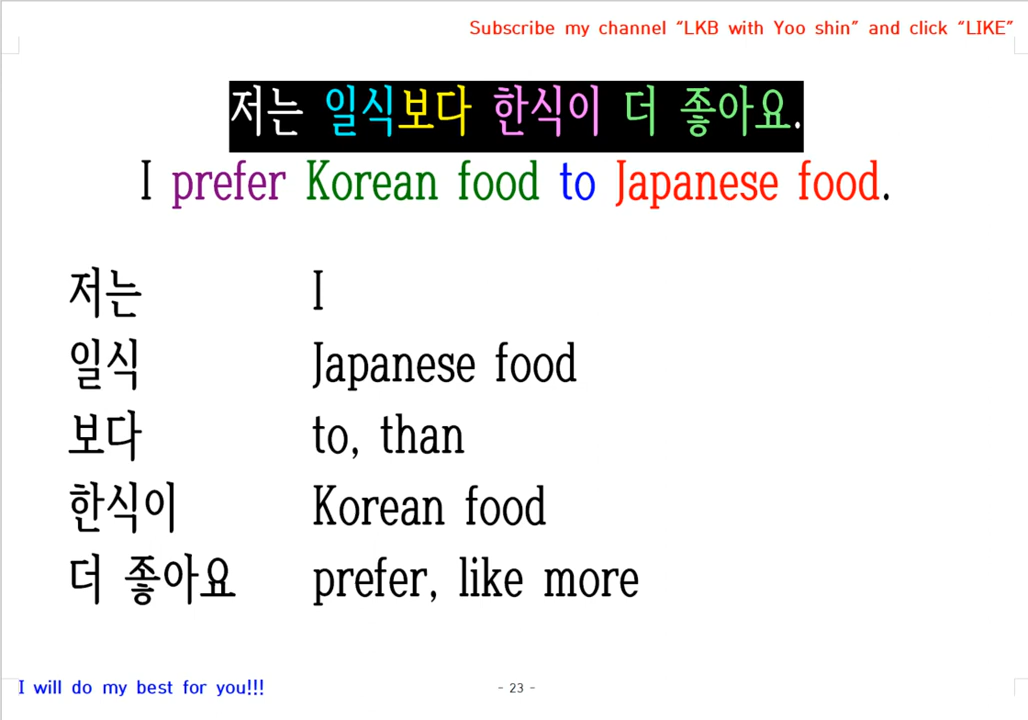 Subscribe my channel “LKB with Yoo shin” and click “LIKE”
저는 일식보다 한식이 더 좋아요.
I prefer Korean food to Japanese food.
저는 I
일식 Japanese food
보다 to, than
한식이 Korean food
더 좋아요 prefer, like more
I will do my best for you!!!
- 23 -